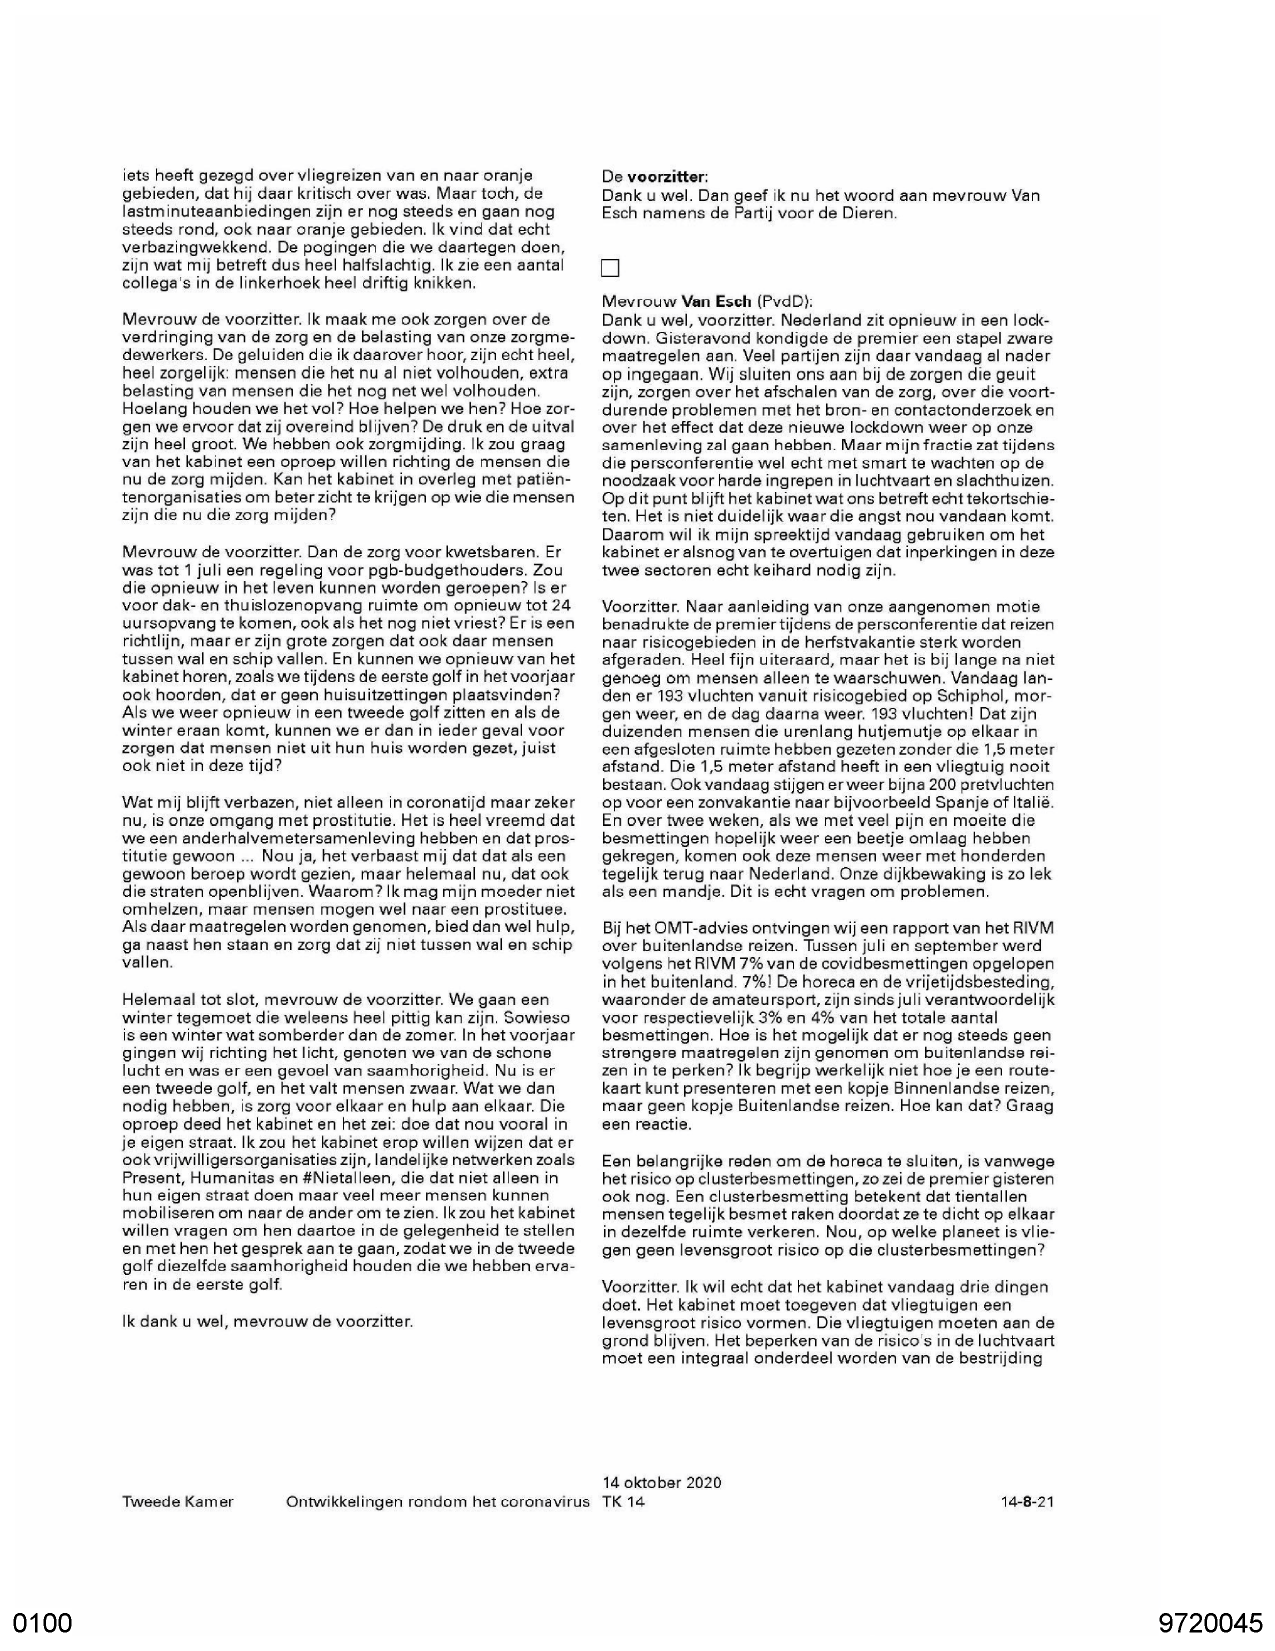 iets heeft gezegd over vliegreizen van en naar oranje
gebieden, dat hij daar kritisch over was. Maar toch, de
lastminuteaanbiedingen zijn er nog steeds en gaan nog
steeds rond, ook naar oranje gebieden. Ik vind dat echt
verbazingwekkend. De pogingen die we daartegen doen,
zijn wat mij betreft dus heel halfslachtig. Ik zie een aantal
collega's in de linkerhoek heel driftig knikken.
Mevrouw de voorzitter. Ik maak me ook zorgen over de
verdringing van de zorg en de belasting van onze zorgme-
dewerkers. De geluiden die ik daarover hoor, zijn echt heel,
heel zorgelijk: mensen die het nu al niet volhouden, extra
belasting van mensen die het nog net wel volhouden.
Hoelang houden we het vol? Hoe helpen we hen? Hoe zor-
gen we ervoor dat zij overeind blijven? De druk en de uitval
zijn heel groot. We hebben ook zorgmijding. Ik zou graag
van het kabinet een oproep willen richting de mensen die
nu de zorg mijden. Kan het kabinet in overleg met patiën-
tenorganisaties om beter zicht te krijgen op wie die mensen
zijn die nu die zorg mijden?
Mevrouw de voorzitter. Dan de zorg voor kwetsbaren. Er
was tot 1 juli een regeling voor pgb-budgethouders. Zou
die opnieuw in het leven kunnen worden geroepen? Is er
voor dak- en thuislozenopvang ruimte om opnieuw tot 24
uursopvang te komen, ook als het nog niet vriest? Er is een
richtlijn, maar er zijn grote zorgen dat ook daar mensen
tussen wal en schip vallen. En kunnen we opnieuw van het
kabinet horen, zoals we tijdens de eerste golf in het voorjaar
ook hoorden, dat er geen huisuitzettingen plaatsvinden?
Als we weer opnieuw in een tweede golf zitten en als de
winter eraan komt, kunnen we er dan in ieder geval voor
zorgen dat mensen niet uit hun huis worden gezet, juist
ook niet in deze tijd?
Wat mij blijft verbazen, niet alleen in coronatijd maar zeker
nu, is onze omgang met prostitutie. Het is heel vreemd dat
we een anderhalvemetersamenleving hebben en dat pros-
titutie gewoon ... Nou ja, het verbaast mij dat dat als een
gewoon beroep wordt gezien, maar helemaal nu, dat ook
die straten openblijven. Waarom? Ik mag mijn moeder niet
omhelzen, maar mensen mogen wel naar een prostituee.
Als daar maatregelen worden genomen, bied dan wel hulp,
ga naast hen staan en zorg dat zij niet tussen wal en schip
vallen.
Helemaal tot slot, mevrouw de voorzitter. We gaan een
winter tegemoet die weleens heel pittig kan zijn. Sowieso
is een winter wat somberder dan de zomer. In het voorjaar
gingen wij richting het licht, genoten we van de schone
lucht en was er een gevoel van saamhorigheid. Nu is er
een tweede golf, en het valt mensen zwaar. Wat we dan
nodig hebben, is zorg voor elkaar en hulp aan elkaar. Die
oproep deed het kabinet en het zei: doe dat nou vooral in
je eigen straat. Ik zou het kabinet erop willen wijzen dat er
ook vrijwilligersorganisaties zijn, landelijke netwerken zoals
Present, Humanitas en #Nietalleen, die dat niet alleen in
hun eigen straat doen maar veel meer mensen kunnen
mobiliseren om naar de ander om te zien. Ik zou het kabinet
willen vragen om hen daartoe in de gelegenheid te stellen
en met hen het gesprek aan te gaan, zodat we in de tweede
golf diezelfde saamhorigheid houden die we hebben erva-
ren in de eerste golf.
Ik dank u wel, mevrouw de voorzitter.
De voorzitter:
Dank u wel. Dan geef ik nu het woord aan mevrouw Van
Esch namens de Partij voor de Dieren.
Mevrouw Van Esch (PvdD):
Dank u wel, voorzitter. Nederland zit opnieuw in een lock-
down. Gisteravond kondigde de premier een stapel zware
maatregelen aan. Veel partijen zijn daar vandaag al nader
op ingegaan. Wij sluiten ons aan bij de zorgen die geuit
zijn, zorgen over het afschalen van de zorg, over die voort-
durende problemen met het bron- en contactonderzoek en
over het effect dat deze nieuwe lockdown weer op onze
samenleving zal gaan hebben. Maar mijn fractie zat tijdens
die persconferentie wel echt met smart te wachten op de
noodzaak voor harde ingrepen in luchtvaart en slachthuizen.
Op dit punt blijft het kabinet wat ons betreft echt tekortschie-
ten. Het is niet duidelijk waar die angst nou vandaan komt.
Daarom wil ik mijn spreektijd vandaag gebruiken om het
kabinet er alsnog van te overtuigen dat inperkingen in deze
twee sectoren echt keihard nodig zijn.
Voorzitter. Naar aanleiding van onze aangenomen motie
benadrukte de premier tijdens de persconferentie dat reizen
naar risicogebieden in de herfstvakantie sterk worden
afgeraden. Heel fijn uiteraard, maar het is bij lange na niet
genoeg om mensen alleen te waarschuwen. Vandaag lan-
den er 193 vluchten vanuit risicogebied op Schiphol, mor-
gen weer, en de dag daarna weer. 193 vluchten! Dat zijn
duizenden mensen die urenlang hutjemutje op elkaar in
een afgesloten ruimte hebben gezeten zonder die 1,5 meter
afstand. Die 1,5 meter afstand heeft in een vliegtuig nooit
bestaan. Ook vandaag stijgen er weer bijna 200 pretvluchten
op voor een zonvakantie naar bijvoorbeeld Spanje of Italië.
En over twee weken, als we met veel pijn en moeite die
besmettingen hopelijk weer een beetje omlaag hebben
gekregen, komen ook deze mensen weer met honderden
tegelijk terug naar Nederland. Onze dijkbewaking is zo lek
als een mandje. Dit is echt vragen om problemen.
Bij het OMT-advies ontvingen wij een rapport van het RIVM
over buitenlandse reizen. Tussen juli en september werd
volgens het RIVM 7% van de covidbesmettingen opgelopen
in het buitenland. 7%! De horeca en de vrijetijdsbesteding,
waaronder de amateursport, zijn sinds juli verantwoordelijk
voor respectievelijk 3% en 4% van het totale aantal
besmettingen. Hoe is het mogelijk dat er nog steeds geen
strengere maatregelen zijn genomen om buitenlandse rei-
zen in te perken? Ik begrijp werkelijk niet hoe je een route-
kaart kunt presenteren met een kopje Binnenlandse reizen,
maar geen kopje Buitenlandse reizen. Hoe kan dat? Graag
een reactie.
Een belangrijke reden om de horeca te sluiten, is vanwege
het risico op clusterbesmettingen, zo zei de premier gisteren
ook nog. Een clusterbesmetting betekent dat tientallen
mensen tegelijk besmet raken doordat ze te dicht op elkaar
in dezelfde ruimte verkeren. Nou, op welke planeet is vlie-
gen geen levensgroot risico op die clusterbesmettingen?
Voorzitter. Ik wil echt dat het kabinet vandaag drie dingen
doet. Het kabinet moet toegeven dat vliegtuigen een
levensgroot risico vormen. Die vliegtuigen moeten aan de
grond blijven. Het beperken van de risico's in de luchtvaart
moet een integraal onderdeel worden van de bestrijding
14 oktober 2020
Tweede Kamer Ontwikkelingen rondom het coronavirus TK 14 14-8-21
0100 9720045